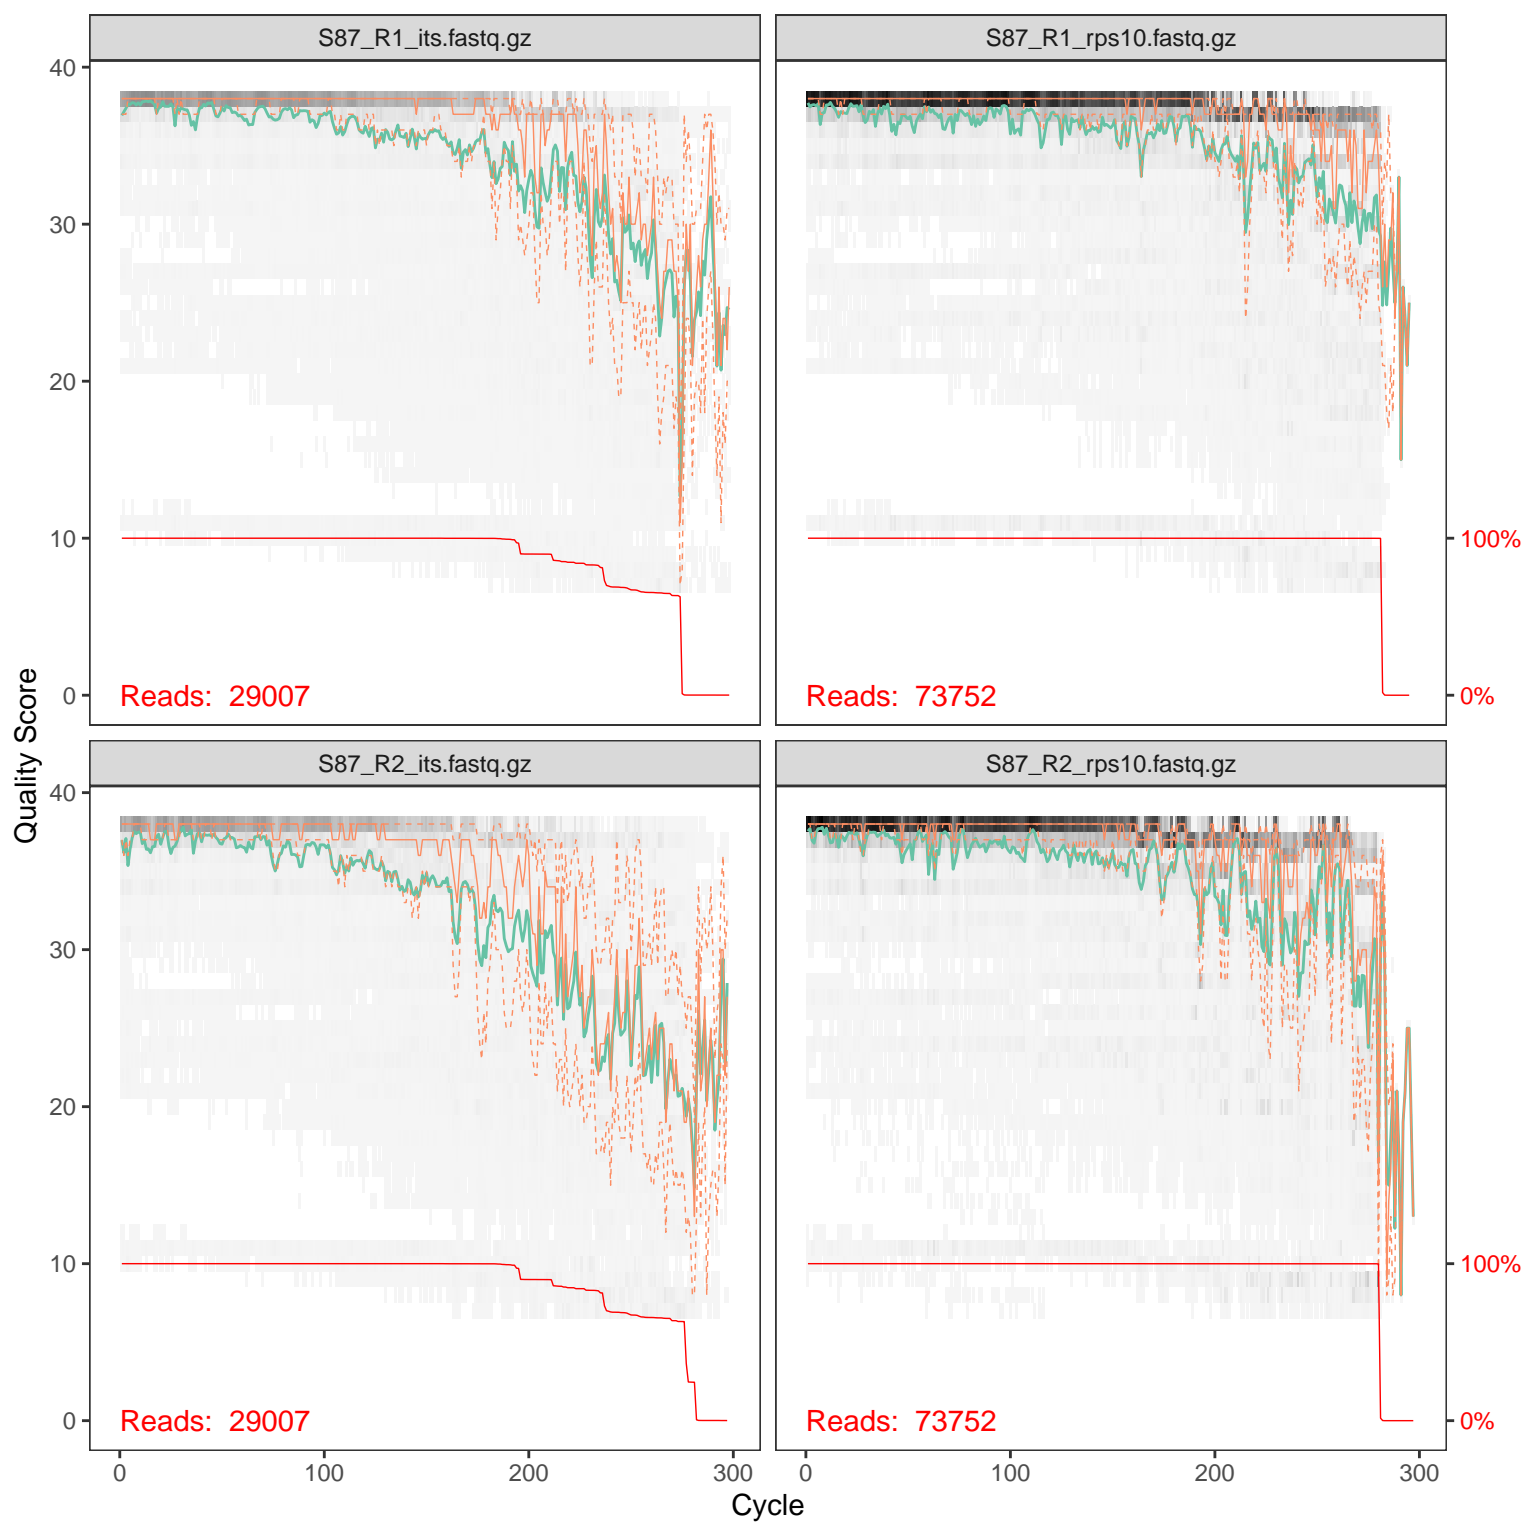 S87_R1_its.fastq.gz
S87_R1_rps10.fastq.gz
40
30
20
10
0
Reads: 29007
Reads: 73752
100%
0%
Quality Score
S87_R2_its.fastq.gz
S87_R2_rps10.fastq.gz
40
30
20
10
0
Reads: 29007
Reads: 73752
100%
0%
0 100 200 300
0 100 200 300
Cycle